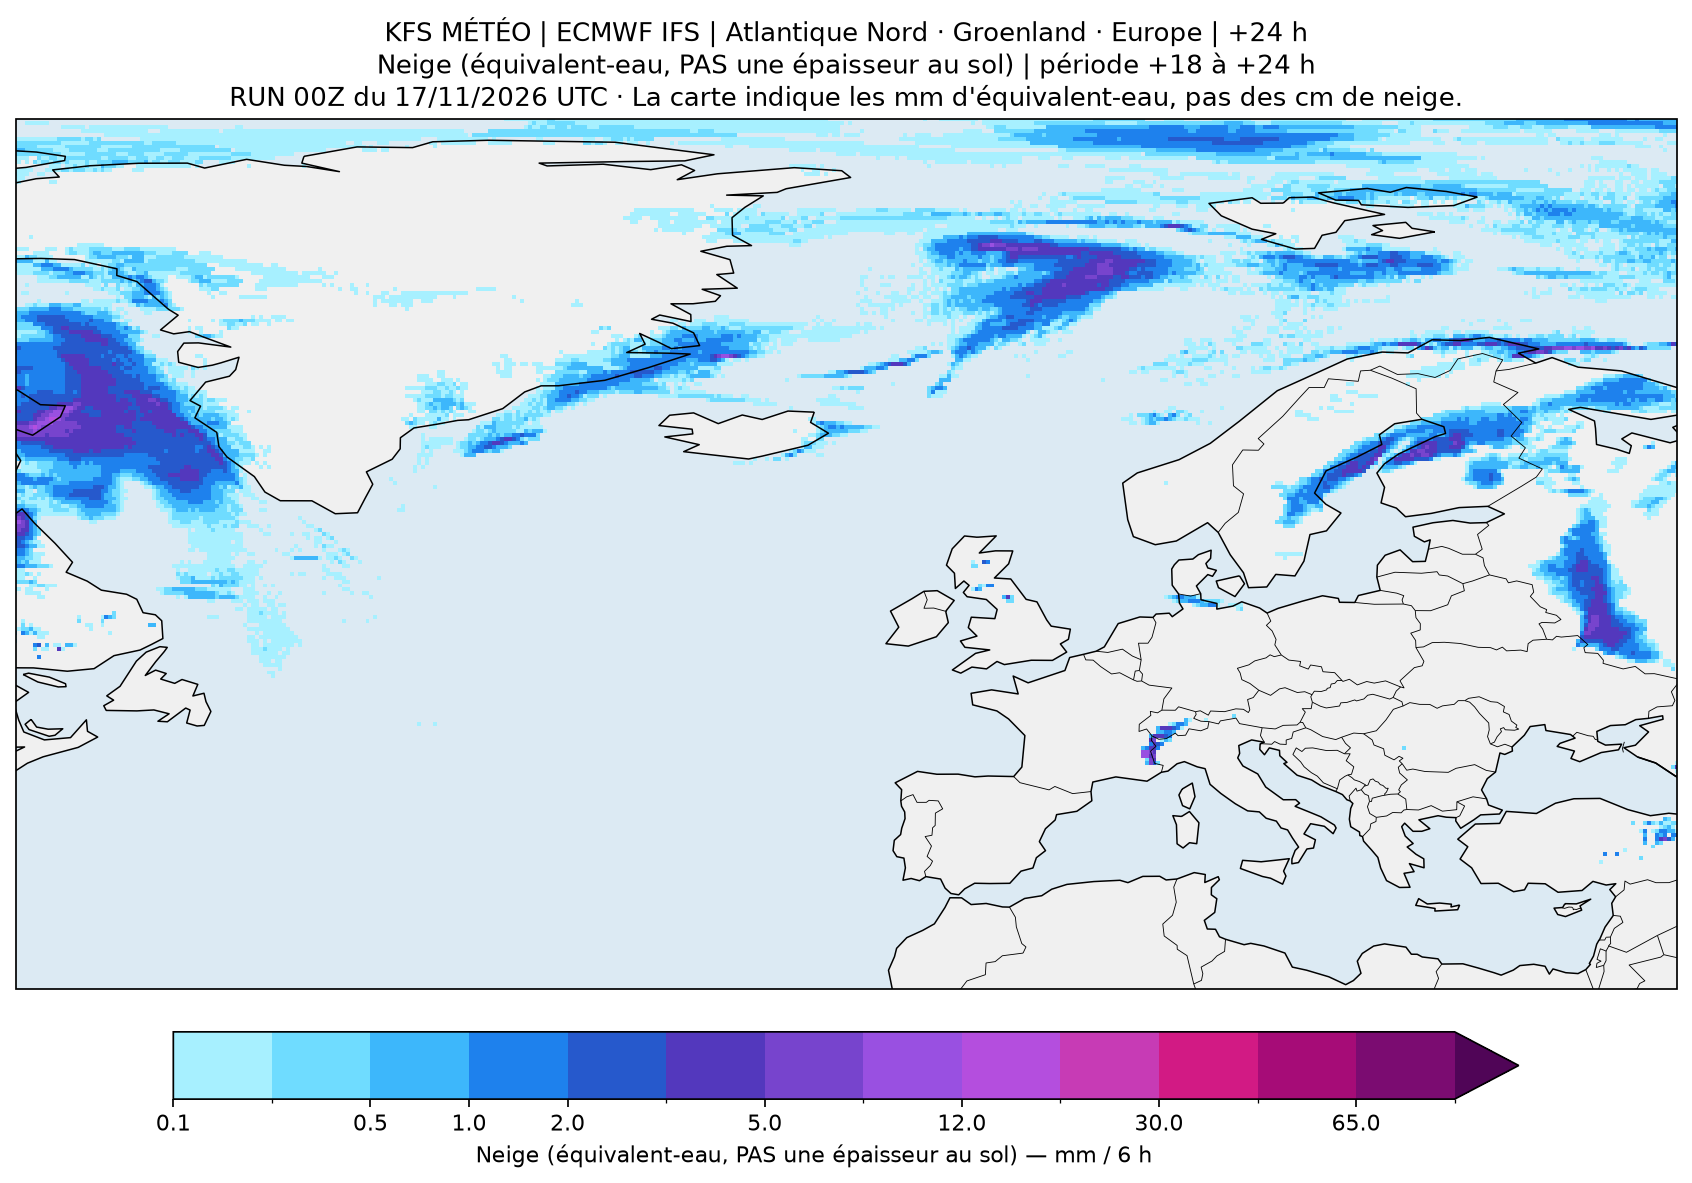 KFS MÉTÉO | ECMWF IFS | Atlantique Nord · Groenland · Europe | +24 h
Neige (équivalent-eau, PAS une épaisseur au sol) | période +18 à +24 h
RUN 00Z du 17/11/2026 UTC · La carte indique les mm d'équivalent-eau, pas des cm de neige.
0.1 0.5 1.0 2.0 5.0 12.0 30.0 65.0
Neige (équivalent-eau, PAS une épaisseur au sol) — mm / 6 h